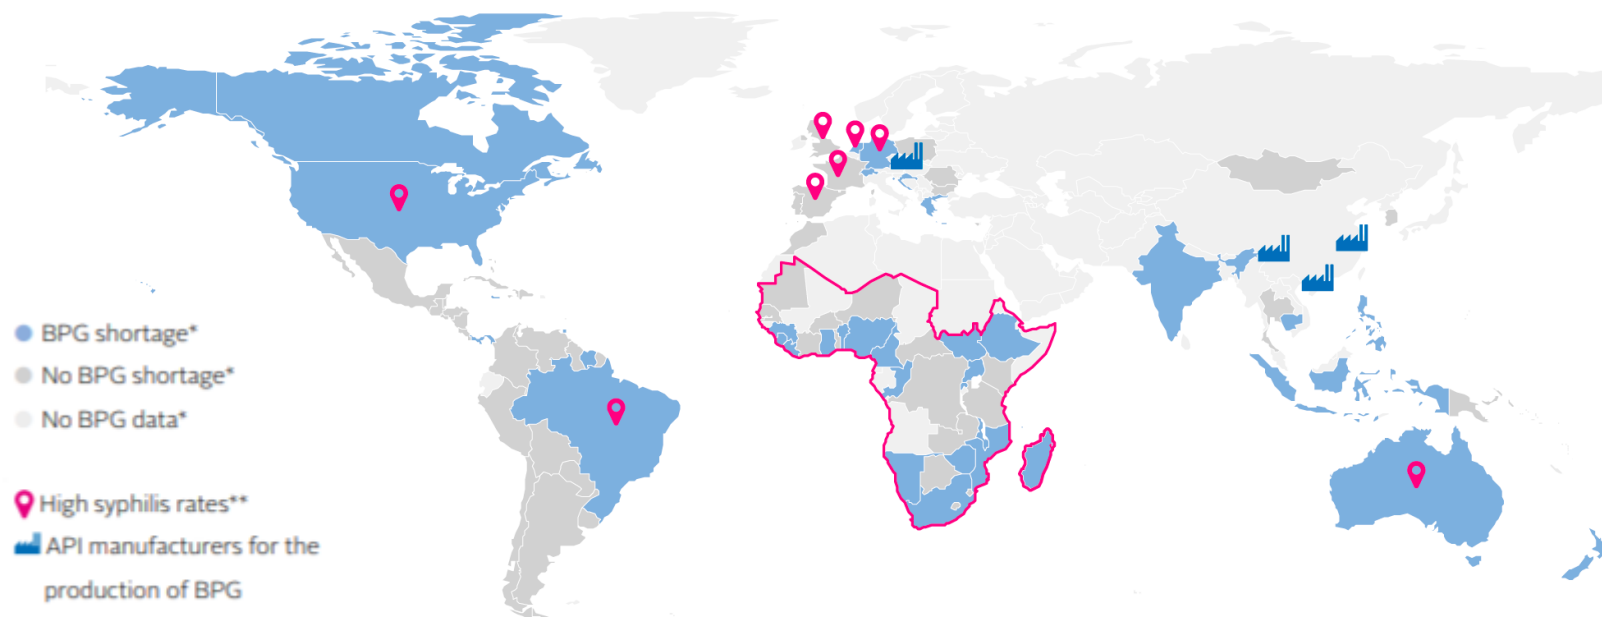 BPG shortage*
No BPG shortage*
No BPG data*
High syphilis rates**
API manufacturers for the
production of BPG